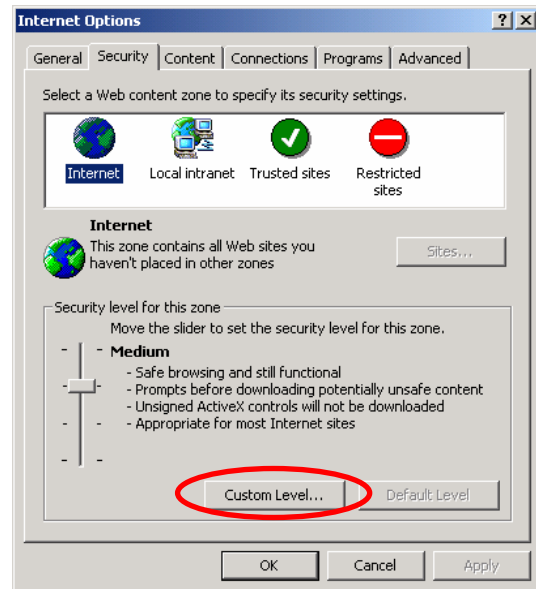 Internet Options
General Security Content Connections Programs Advanced
Select a Web content zone to specify its security settings.
Internet Local intranet Trusted sites Restricted sites
Internet
This zone contains all Web sites you
haven't placed in other zones
Sites...
Security level for this zone
Move the slider to set the security level for this zone.
Medium
- Safe browsing and still functional
- Prompts before downloading potentially unsafe content
- Unsigned ActiveX controls will not be downloaded
- Appropriate for most Internet sites
Custom Level... Default Level
OK Cancel Apply